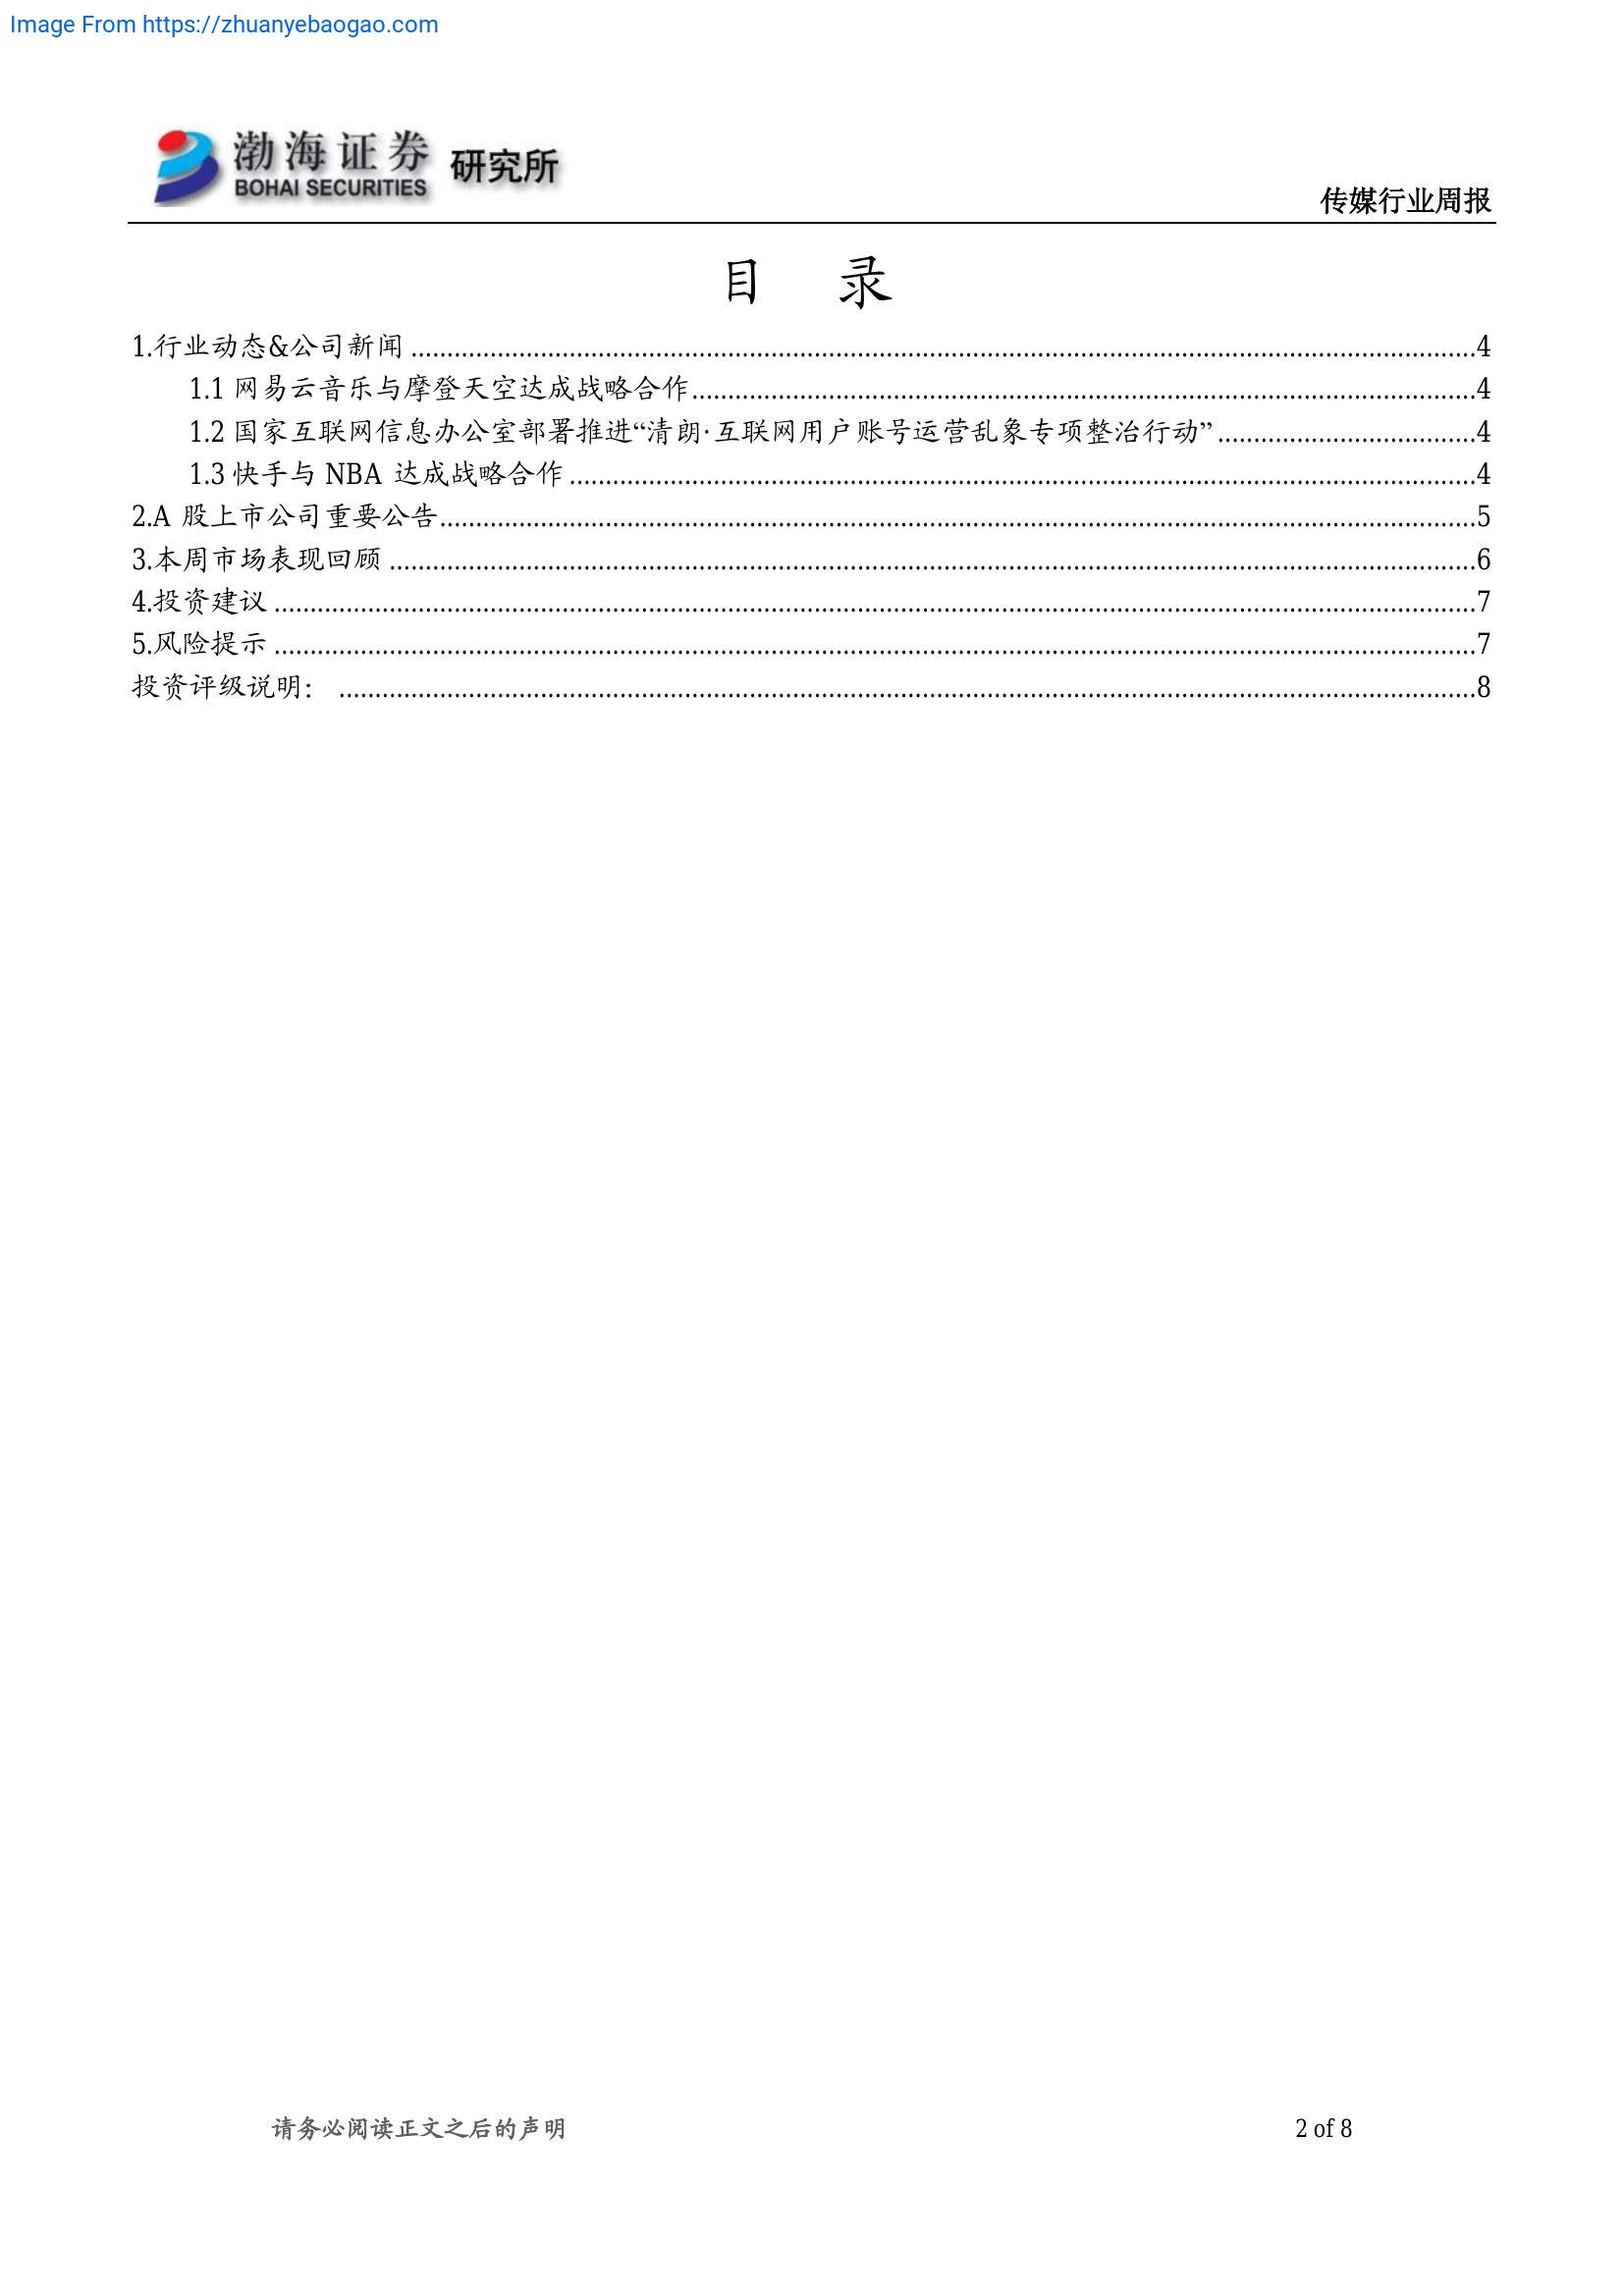 Image From https://zhuanyebaogao.com
渤海证券 研究所
BOHAI SECURITIES
传媒行业周报
目 录
1.行业动态&公司新闻 ........................................ 4
1.1 网易云音乐与摩登天空达成战略合作 ........................................ 4
1.2 国家互联网信息办公室部署推进“清朗·互联网用户账号运营乱象专项整治行动” ........................................ 4
1.3 快手与 NBA 达成战略合作 ........................................ 4
2.A 股上市公司重要公告 ........................................ 5
3.本周市场表现回顾 ........................................ 6
4.投资建议 ........................................ 7
5.风险提示 ........................................ 7
投资评级说明： ........................................ 8
请务必阅读正文之后的声明 2 of 8